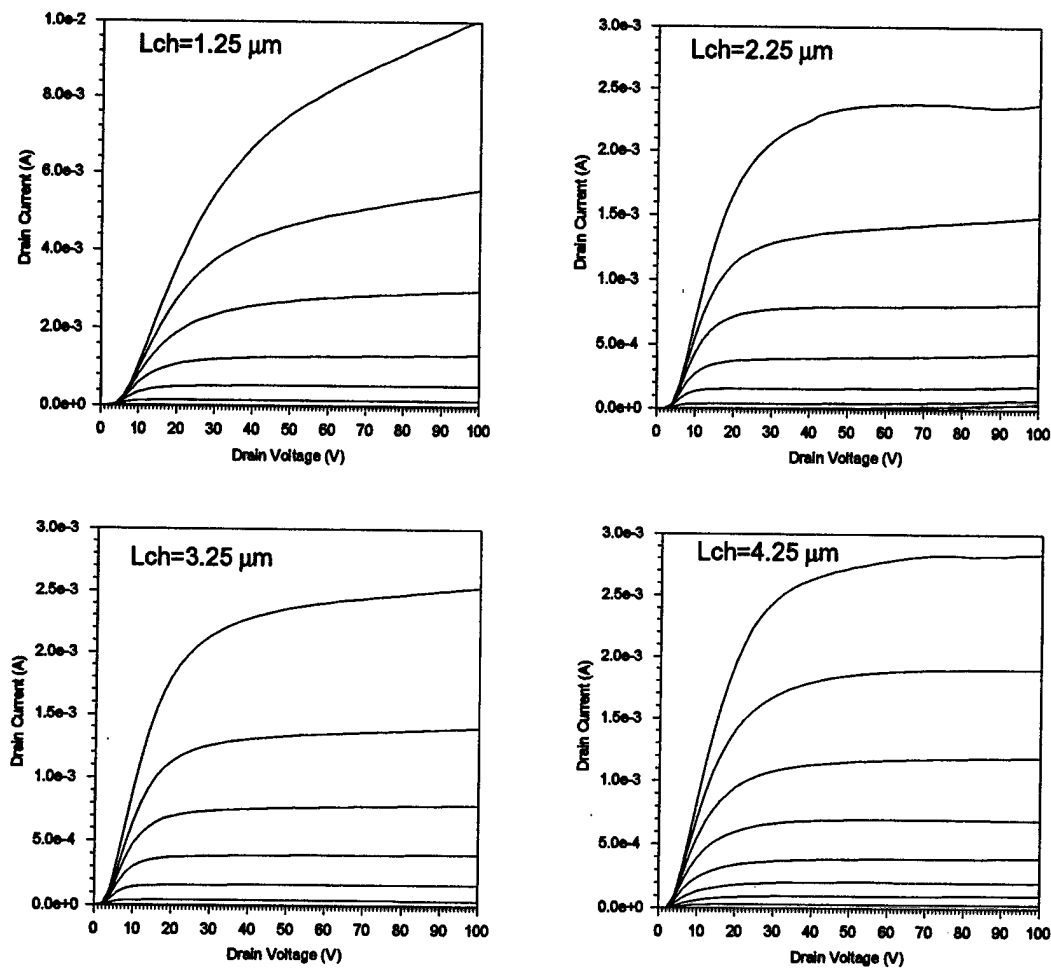 Lch=1.25 μm
1.0e-2
8.0e-3
6.0e-3
4.0e-3
2.0e-3
0.0e+0
Drain Current (A)
0 10 20 30 40 50 60 70 80 90 100
Drain Voltage (V)
Lch=2.25 μm
3.0e-3
2.5e-3
2.0e-3
1.5e-3
1.0e-3
5.0e-4
0.0e+0
Drain Current (A)
0 10 20 30 40 50 60 70 80 90 100
Drain Voltage (V)
Lch=3.25 μm
3.0e-3
2.5e-3
2.0e-3
1.5e-3
1.0e-3
5.0e-4
0.0e+0
Drain Current (A)
0 10 20 30 40 50 60 70 80 90 100
Drain Voltage (V)
Lch=4.25 μm
3.0e-3
2.5e-3
2.0e-3
1.5e-3
1.0e-3
5.0e-4
0.0e+0
Drain Current (A)
0 10 20 30 40 50 60 70 80 90 100
Drain Voltage (V)